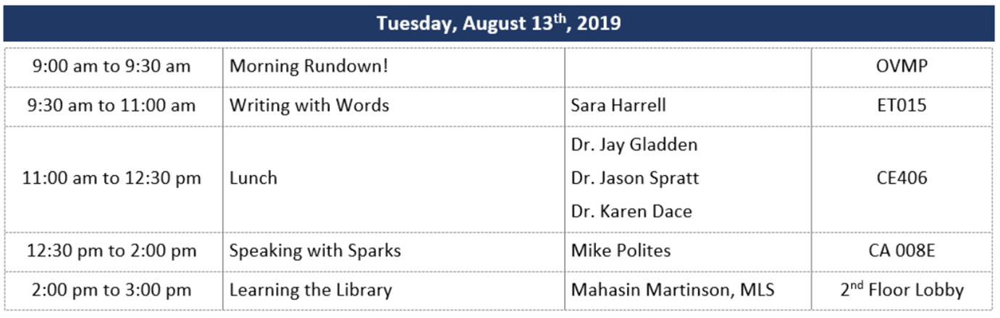 Tuesday, August 13th, 2019
9:00 am to 9:30 am Morning Rundown! OVMP
9:30 am to 11:00 am Writing with Words Sara Harrell ET015
11:00 am to 12:30 pm Lunch Dr. Jay Gladden
Dr. Jason Spratt
Dr. Karen Dace CE406
12:30 pm to 2:00 pm Speaking with Sparks Mike Polites CA 008E
2:00 pm to 3:00 pm Learning the Library Mahasin Martinson, MLS 2nd Floor Lobby